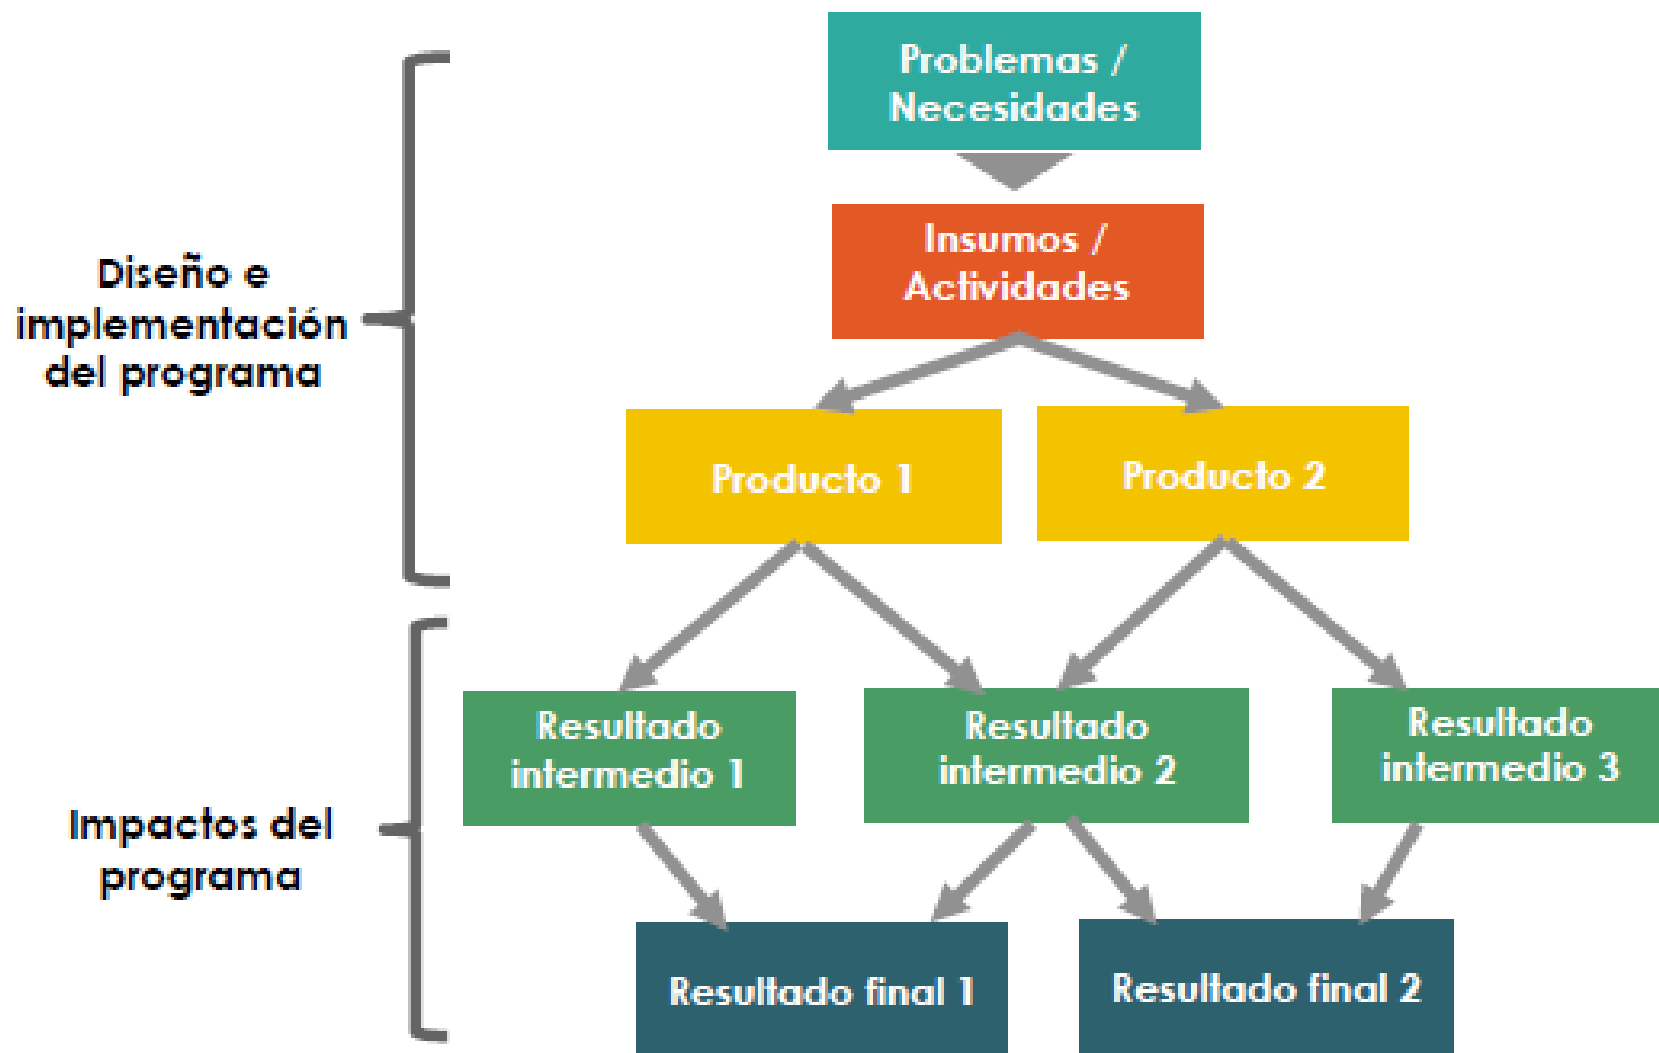 Problemas /
Necesidades
Insumos /
Actividades
Diseño e
implementación
del programa
Producto 1
Producto 2
Resultado
intermedio 1
Resultado
intermedio 2
Resultado
intermedio 3
Impactos del
programa
Resultado final 1
Resultado final 2